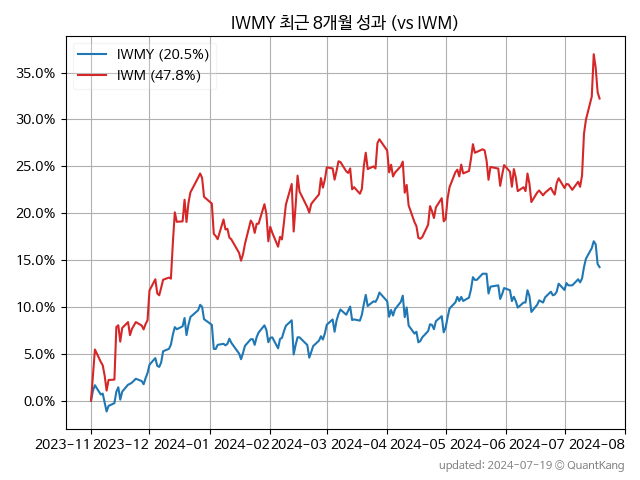 IWMY 최근 8개월 성과 (vs IWM)
IWMY (20.5%)
IWM (47.8%)
35.0%
30.0%
25.0%
20.0%
15.0%
10.0%
5.0%
0.0%
2023-11 2023-12 2024-01 2024-02 2024-03 2024-04 2024-05 2024-06 2024-07 2024-08
updated: 2024-07-19 © QuantKang